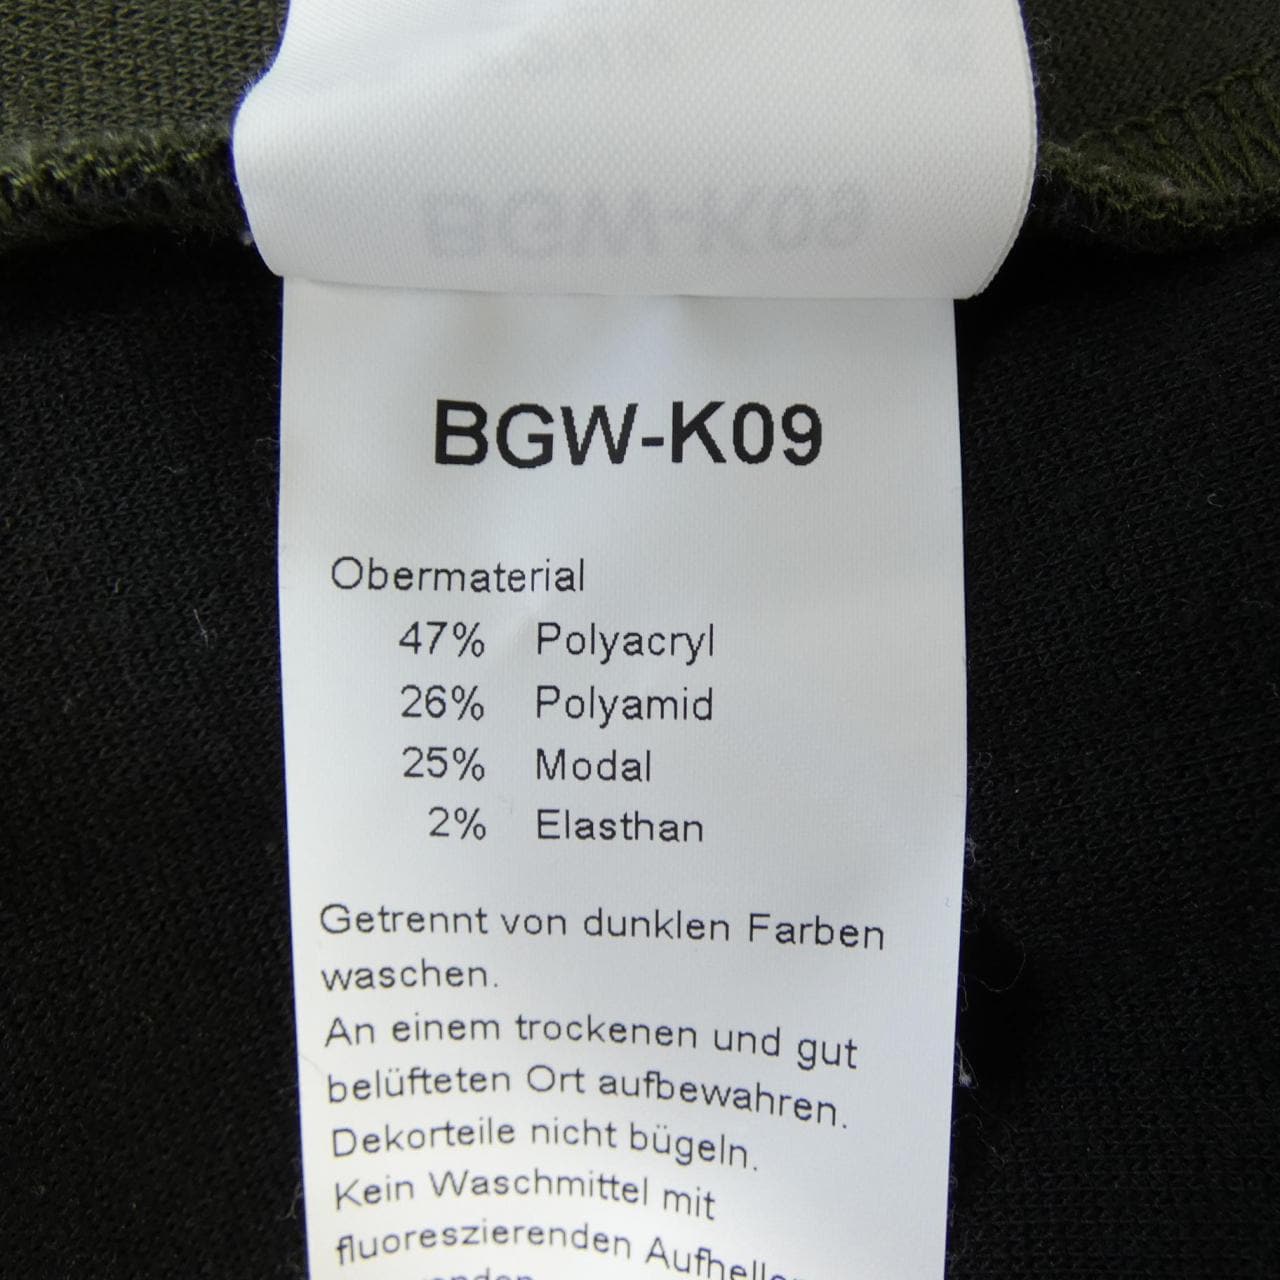 BGW-K09
Obermaterial
47% Polyacryl
26% Polyamid
25% Modal
2% Elasthan
Getrennt von dunklen Farben
waschen.
An einem trockenen und gut
belüfteten Ort aufbewahren.
Dekorteile nicht bügeln.
Kein Waschmittel mit
fluoreszierenden